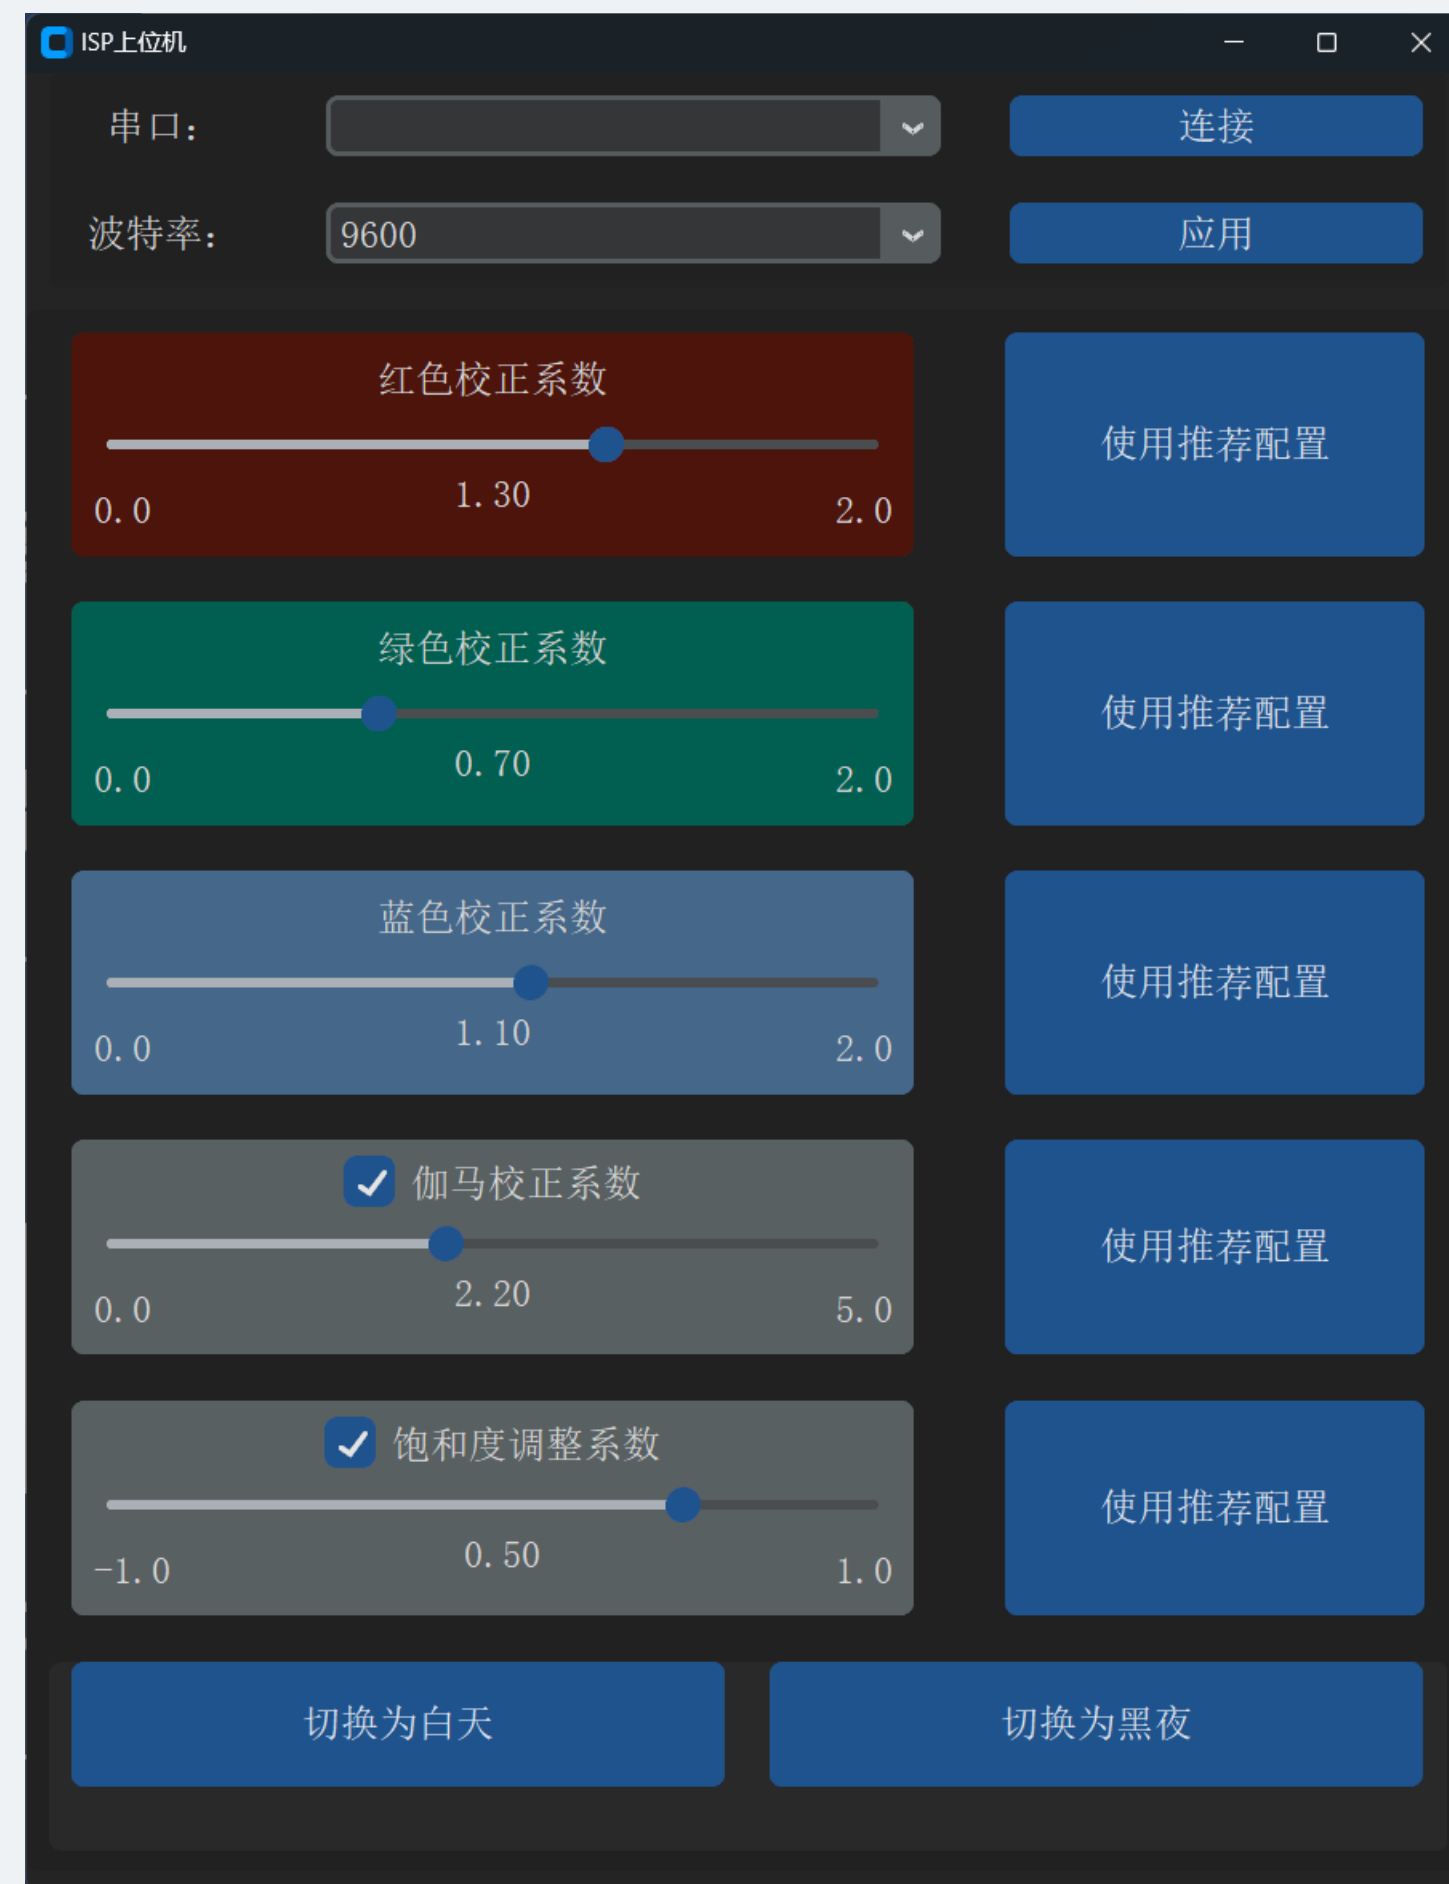 ISP上位机
串口:
连接
波特率:
9600
应用
红色校正系数
1.30
0.0
2.0
使用推荐配置
绿色校正系数
0.70
0.0
2.0
使用推荐配置
蓝色校正系数
1.10
0.0
2.0
使用推荐配置
伽马校正系数
2.20
0.0
5.0
使用推荐配置
饱和度调整系数
0.50
-1.0
1.0
使用推荐配置
切换为白天
切换为黑夜